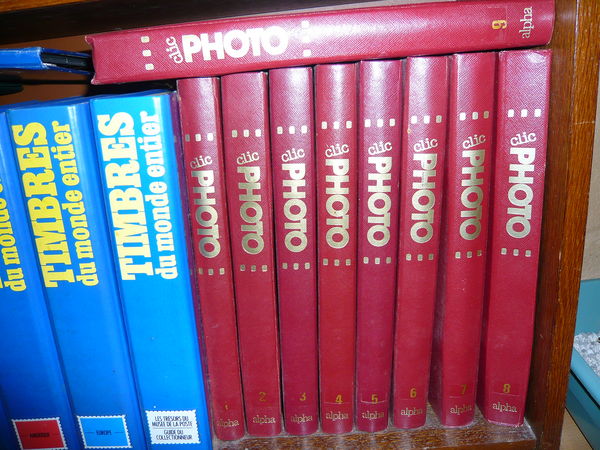 clic PHOTO 9 alpha
du monde e
TIMBRES
du monde entier
EUROPE
TIMBRES
du monde entier
LES TRÉSORS DU
MUSÉE DE LA POSTE
GUIDE DU
COLLECTIONNEUR
clic PHOTO 1 alpha
clic PHOTO 2 alpha
clic PHOTO 3 alpha
clic PHOTO 4 alpha
clic PHOTO 5 alpha
clic PHOTO 6 alpha
clic PHOTO 7 alpha
clic PHOTO 8 alpha